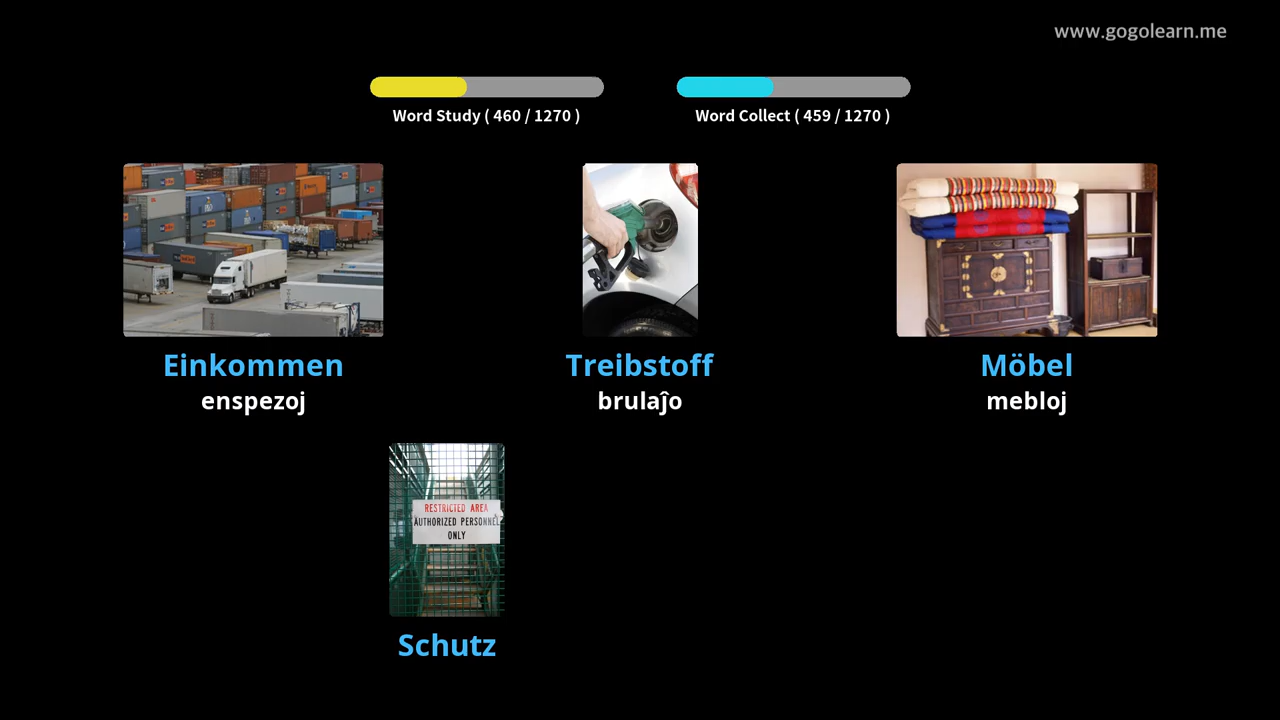 www.gogolearn.me
Word Study ( 460 / 1270 )
Word Collect ( 459 / 1270 )
Einkommen
enspezoj
Treibstoff
brulaĵo
Möbel
mebloj
RESTRICTED AREA
AUTHORIZED PERSONNEL
ONLY
Schutz